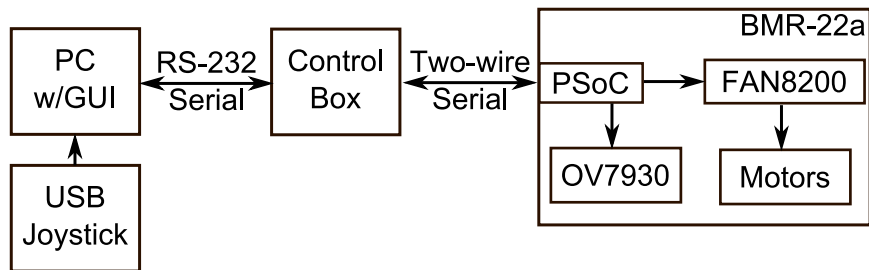 PC
w/GUI
RS-232
Serial
Control
Box
Two-wire
Serial
BMR-22a
PSoC
FAN8200
OV7930
Motors
USB
Joystick